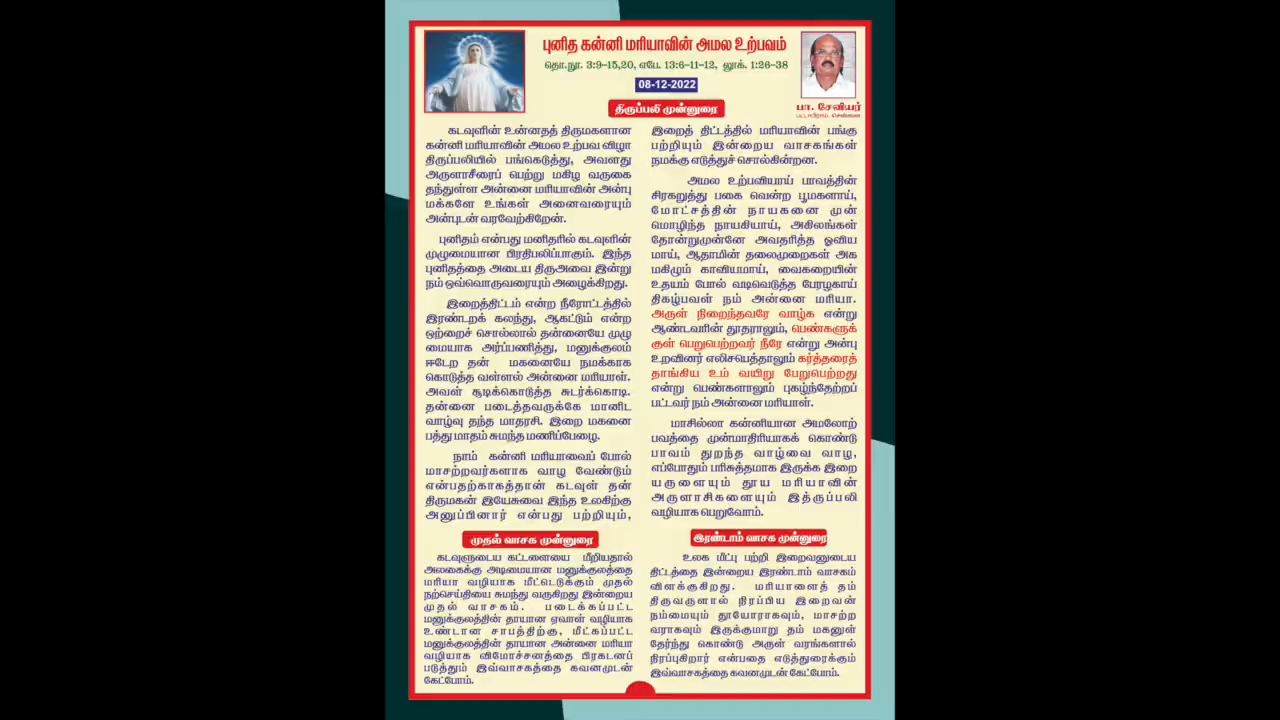 புனித கன்னி மரியாவின் அமல உற்பவம்
தொ.நூ. 3:9-15,20, எபே. 13:6-11-12, லூக். 1:26-38
08-12-2022
பா. சேவியர்
பட்டாபிராம், சென்னை
திருப்பலி முன்னுரை
கடவுளின் உன்னதத் திருமகளான
கன்னி மரியாவின் அமல உற்பவ விழா
திருப்பலியில் பங்கெடுத்து, அவளது
அருளாசீரைப் பெற்று மகிழ வருகை
தந்துள்ள அன்னை மரியாவின் அன்பு
மக்களே உங்கள் அனைவரையும்
அன்புடன் வரவேற்கிறேன்.
புனிதம் என்பது மனிதரில் கடவுளின்
முழுமையான பிரதிபலிப்பாகும். இந்த
புனிதத்தை அடைய திருஅவை இன்று
நம் ஒவ்வொருவரையும் அழைக்கிறது.
இறைத்திட்டம் என்ற நீரோட்டத்தில்
இரண்டறக் கலந்து, ஆகட்டும் என்ற
ஒற்றைச் சொல்லால் தன்னையே முழு
மையாக அர்ப்பணித்து, மனுக்குலம்
ஈடேற தன் மகனையே நமக்காக
கொடுத்த வள்ளல் அன்னை மரியாள்.
அவள் சூடிக்கொடுத்த சுடர்க்கொடி.
தன்னை படைத்தவருக்கே மானிட
வாழ்வு தந்த மாதரசி. இறை மகனை
பத்து மாதம் சுமந்த மணிப்பேழை.
நாம் கன்னி மரியாவைப் போல்
மாசற்றவர்களாக வாழ வேண்டும்
என்பதற்காகத்தான் கடவுள் தன்
திருமகன் இயேசுவை இந்த உலகிற்கு
அனுப்பினார் என்பது பற்றியும்,
இறைத் திட்டத்தில் மரியாவின் பங்கு
பற்றியும் இன்றைய வாசகங்கள்
நமக்கு எடுத்துச் சொல்கின்றன.
அமல உற்பவியாய் பாவத்தின்
சிரகறுத்து பகை வென்ற பூமகளாய்,
மோட்சத்தின் நாயகனை முன்
மொழிந்த நாயகியாய், அகிலங்கள்
தோன்றுமுன்னே அவதரித்த ஓவிய
மாய், ஆதாமின் தலைமுறைகள் அக
மகிழும் காவியமாய், வைகறையின்
உதயம் போல் வடிவெடுத்த பேரழகாய்
திகழ்பவள் நம் அன்னை மரியா.
அருள் நிறைந்தவரே வாழ்க என்று
ஆண்டவரின் தூதராலும், பெண்களுக்
குள் பெறுபெற்றவர் நீரே என்று அன்பு
உறவினர் எலிசபெத்தாலும் கர்த்தரைத்
தாங்கிய உம் வயிறு பேறுபெற்றது
என்று பெண்களாலும் புகழ்ந்தேற்றப்
பட்டவர் நம் அன்னை மரியாள்.
மாசில்லா கன்னியான அமலோற்
பவத்தை முன்மாதிரியாகக் கொண்டு
பாவம் துறந்த வாழ்வை வாழ,
எப்போதும் பரிசுத்தமாக இருக்க இறை
யருளையும் தூய மரியாவின்
அருளாசிகளையும் இத்ருப்பலி
வழியாக பெறுவோம்.
முதல் வாசக முன்னுரை
கடவுளுடைய கட்டளையை மீறியதால்
அலகைக்கு அடிமையான மனுக்குலத்தை
மரியா வழியாக மீட்டெடுக்கும் முதல்
நற்செய்தியை சுமந்து வருகிறது இன்றைய
முதல் வாசகம். படைக்கப்பட்ட
மனுக்குலத்தின் தாயான ஏவாள் வழியாக
உண்டான சாபத்திற்கு, மீட்கப்பட்ட
மனுக்குலத்தின் தாயான அன்னை மரியா
வழியாக விமோச்சனத்தை பிரகடனப்
படுத்தும் இவ்வாசகத்தை கவனமுடன்
கேட்போம்.
இரண்டாம் வாசக முன்னுரை
உலக மீப்பு பற்றி இறைவனுடைய
திட்டத்தை இன்றைய இரண்டாம் வாசகம்
விளக்குகிறது. மரியாளைத் தம்
திருவருளால் நிரப்பிய இறைவன்
நம்மையும் தூயோராகவும், மாசற்ற
வராகவும் இருக்குமாறு தம் மகனுள்
தேர்ந்து கொண்டு அருள் வரங்களால்
நிரப்புகிறார் என்பதை எடுத்துரைக்கும்
இவ்வாசகத்தை கவனமுடன் கேட்போம்.